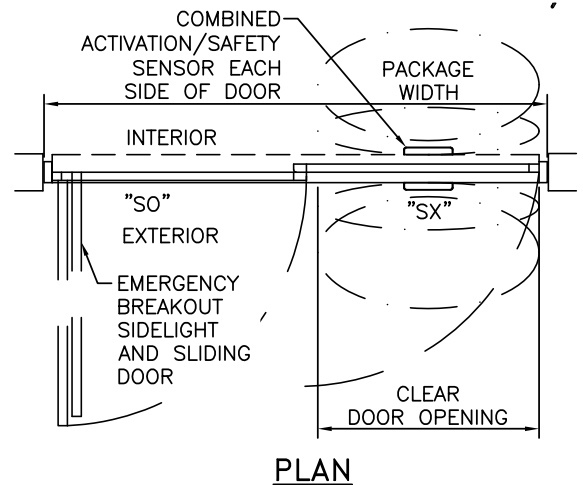 COMBINED
ACTIVATION/SAFETY
SENSOR EACH
SIDE OF DOOR
PACKAGE
WIDTH
INTERIOR
"SO"
"SX"
EXTERIOR
EMERGENCY
BREAKOUT
SIDELIGHT
AND SLIDING
DOOR
CLEAR
DOOR OPENING
PLAN